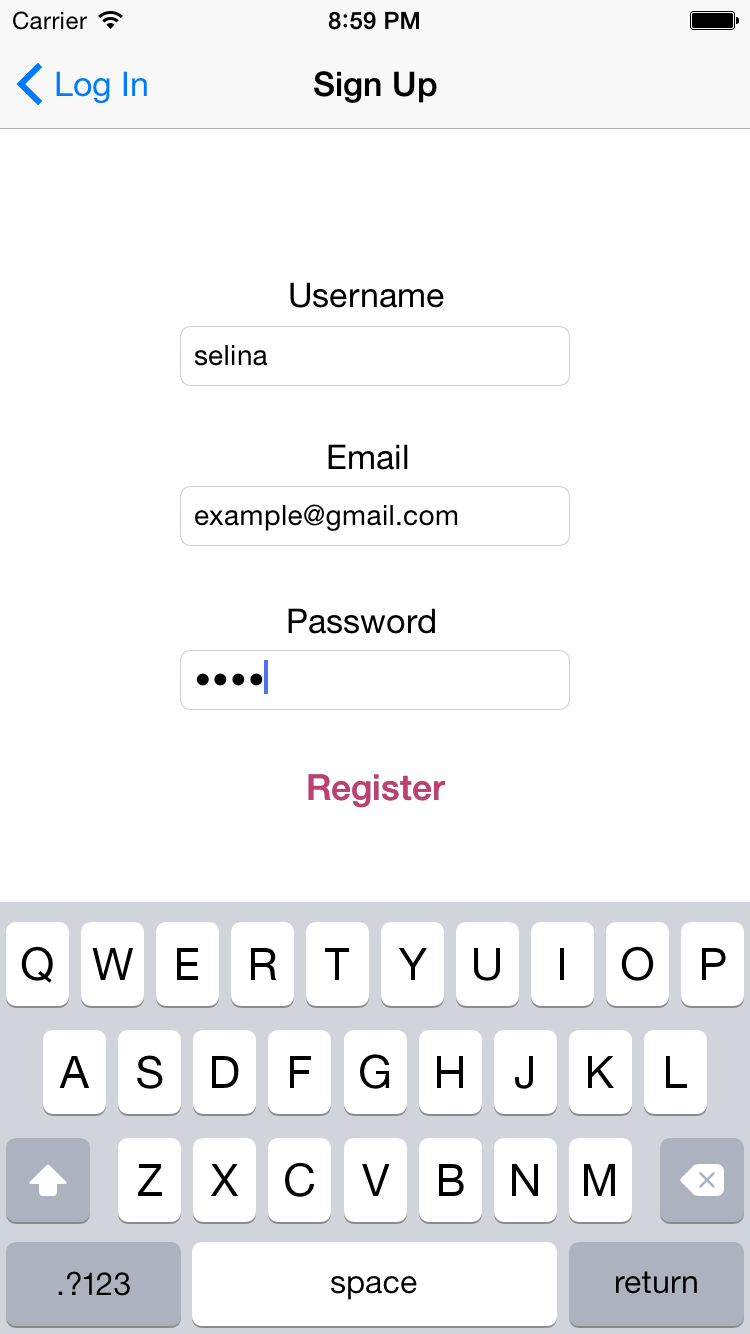 Carrier 8:59 PM
Log In Sign Up
Username
selina
Email
example@gmail.com
Password
••••
Register
Q W E R T Y U I O P
A S D F G H J K L
Z X C V B N M
.?123 space return